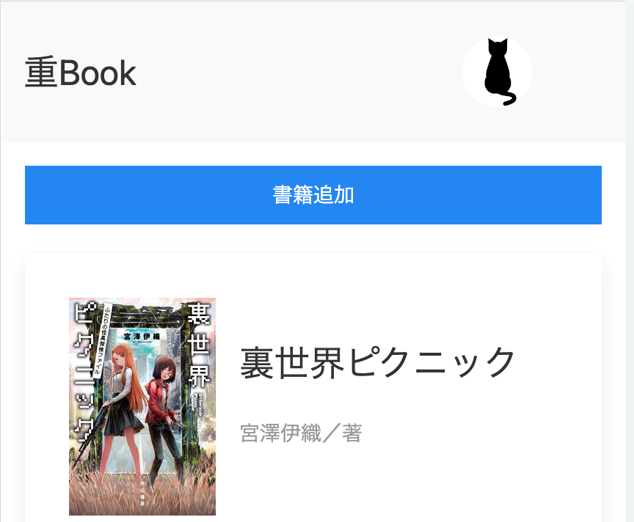 重Book
書籍追加
裏世界
ピクニック
ふたりの怪異探検ファイル
宮澤伊織
裏世界ピクニック
宮澤伊織／著